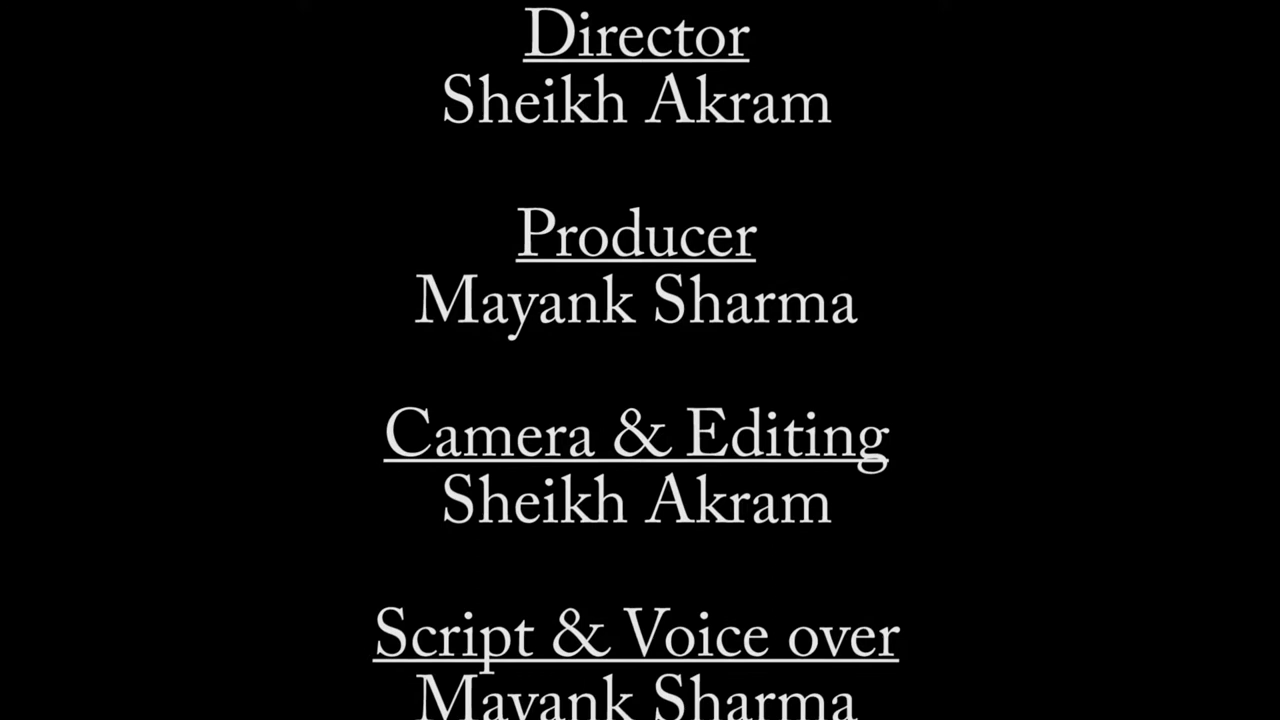 Director
Sheikh Akram
Producer
Mayank Sharma
Camera & Editing
Sheikh Akram
Script & Voice over
Mayank Sharma